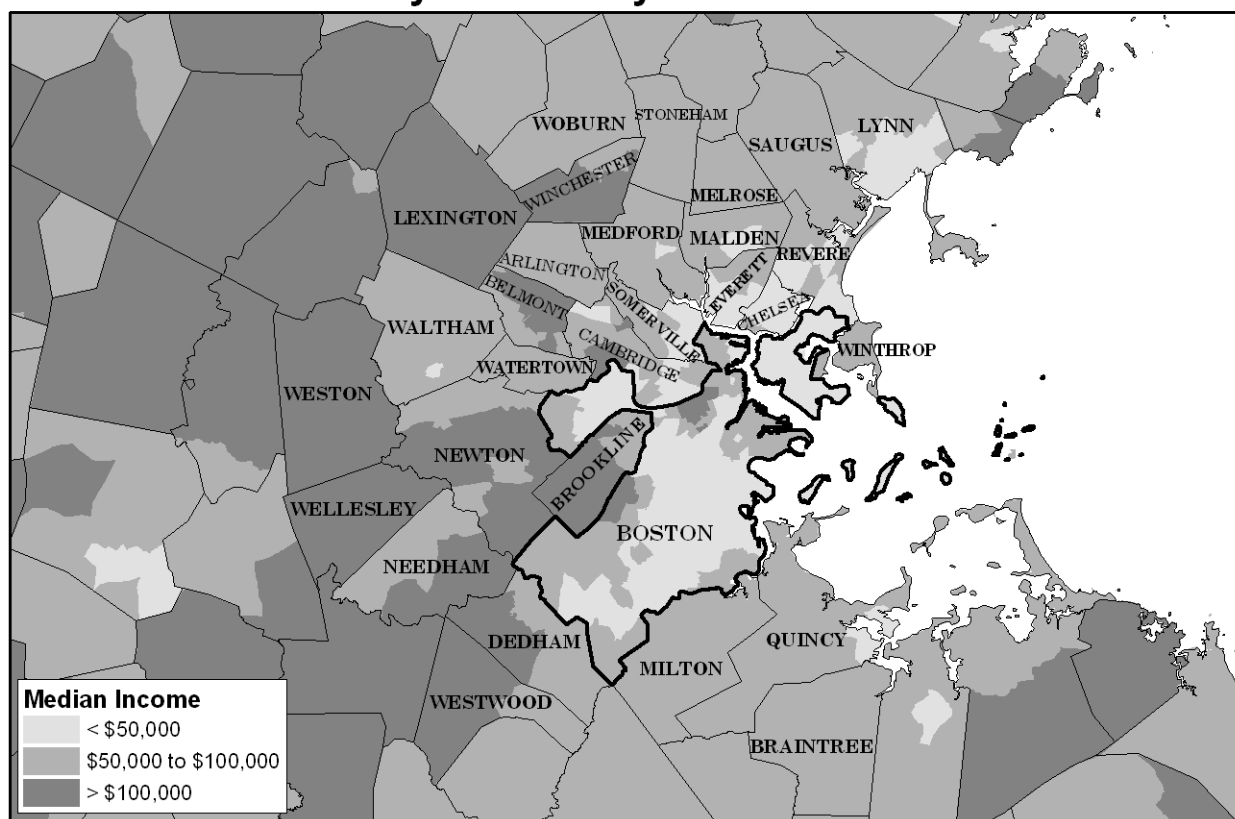 WOBURN
STONEHAM
LYNN
SAUGUS
WINCHESTER
MELROSE
LEXINGTON
MEDFORD
MALDEN
REVERE
ARLINGTON
EVERETT
BELMONT
SOMERVILLE
CHELSEA
WALTHAM
CAMBRIDGE
WINTHROP
WATERTOWN
WESTON
NEWTON
BROOKLINE
WELLESLEY
BOSTON
NEEDHAM
DEDHAM
QUINCY
MILTON
WESTWOOD
BRAINTREE
Median Income
< $50,000
$50,000 to $100,000
> $100,000